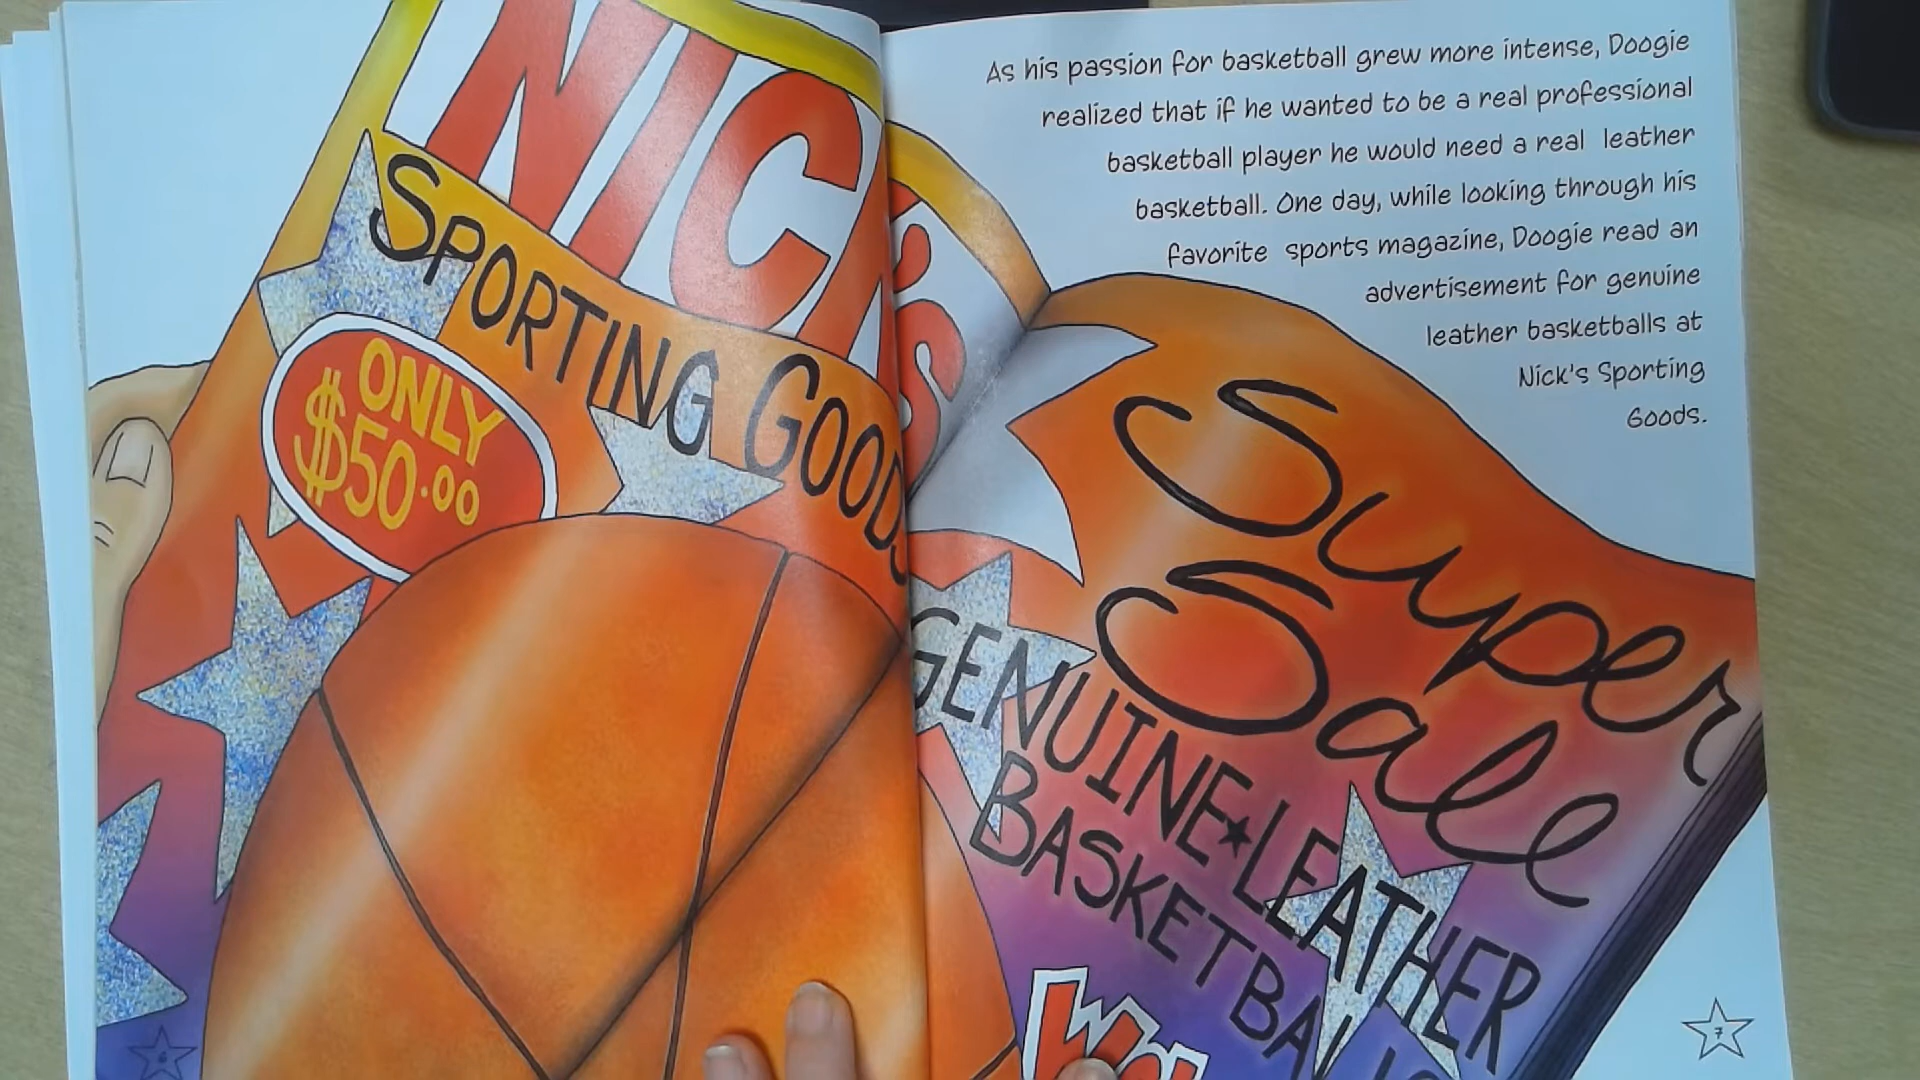 NICK'S
SPORTING GOODS
ONLY
$50.00
As his passion for basketball grew more intense, Doogie
realized that if he wanted to be a real professional
basketball player he would need a real leather
basketball. One day, while looking through his
favorite sports magazine, Doogie read an
advertisement for genuine
leather basketballs at
Nick's Sporting
Goods.
Super
Sale
GENUINE★LEATHER
BASKETBALLS
6
7